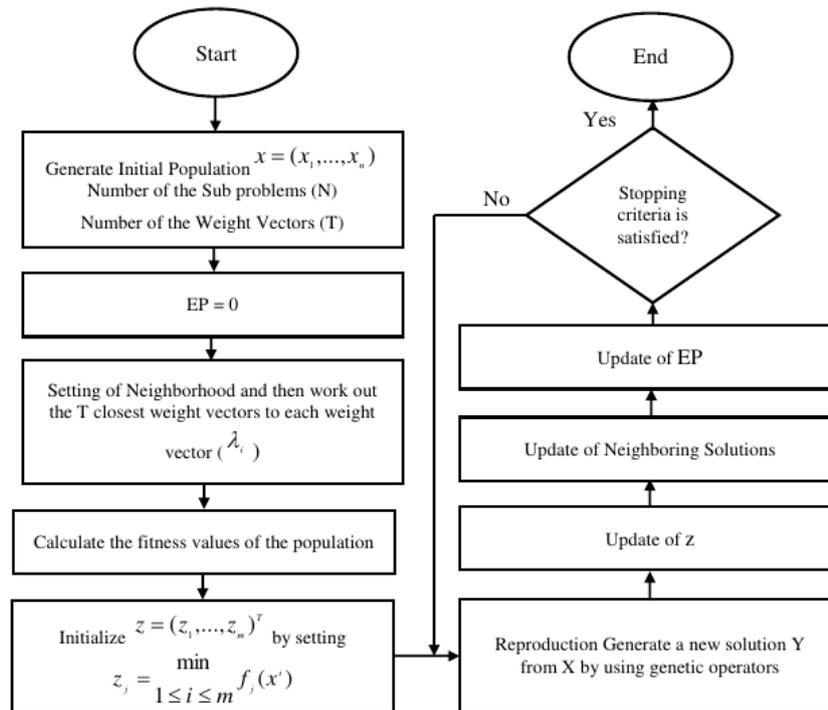 Start
Generate Initial Population x = (x₁,...,xₙ)
Number of the Sub problems (N)
Number of the Weight Vectors (T)
EP = 0
Setting of Neighborhood and then work out
the T closest weight vectors to each weight
vector ( λᵢ )
Calculate the fitness values of the population
Initialize z = (z₁,...,zₘ)ᵀ by setting
min
zⱼ = 1 ≤ i ≤ m fⱼ(xⁱ)
End
Yes
No
Stopping
criteria is
satisfied?
Update of EP
Update of Neighboring Solutions
Update of z
Reproduction Generate a new solution Y
from X by using genetic operators